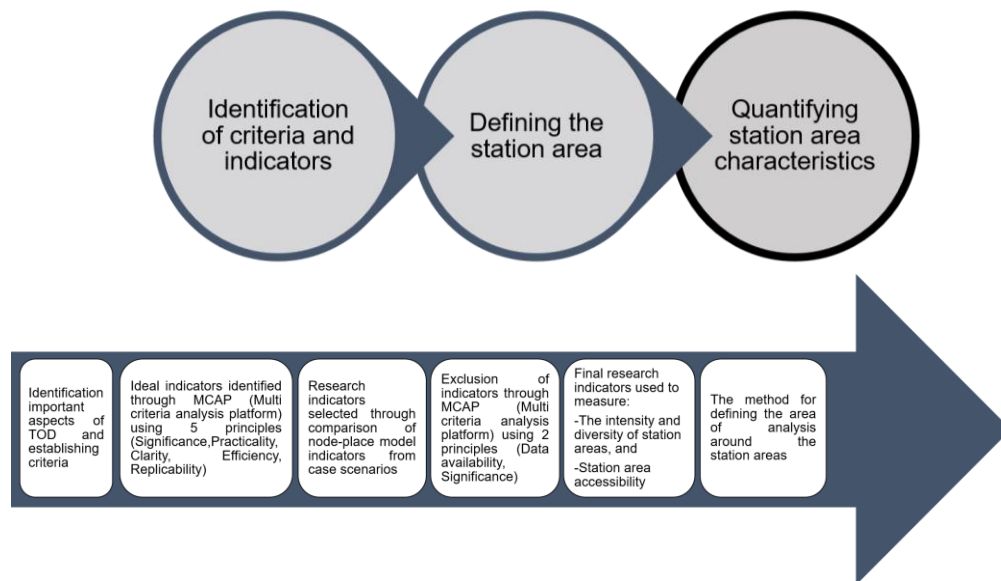 Identification
of criteria and
indicators
Defining the
station area
Quantifying
station area
characteristics
Identification
important
aspects of
TOD and
establishing
criteria
Ideal indicators identified
through MCAP (Multi
criteria analysis platform)
using 5 principles
(Significance,Practicality,
Clarity, Efficiency,
Replicability)
Research
indicators
selected through
comparison of
node-place model
indicators from
case scenarios
Exclusion of
indicators through
MCAP (Multi
criteria analysis
platform) using 2
principles (Data
availability,
Significance)
Final research
indicators used to
measure:
-The intensity and
diversity of station
areas, and
-Station area
accessibility
The method for
defining the area
of analysis
around the
station areas